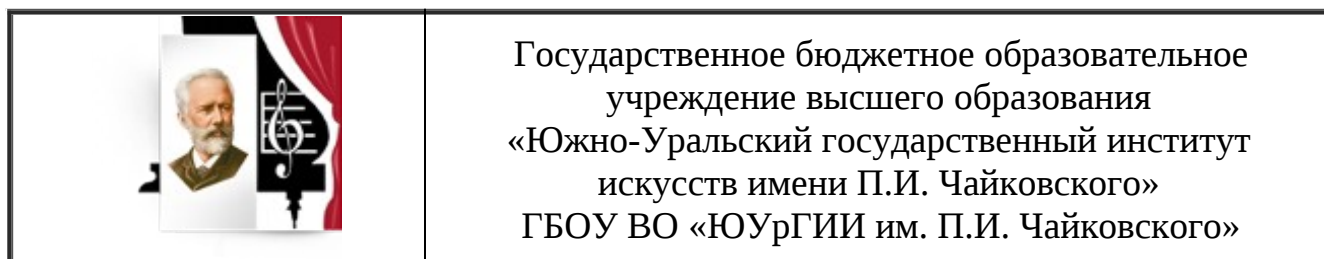 Государственное бюджетное образовательное
учреждение высшего образования
«Южно-Уральский государственный институт
искусств имени П.И. Чайковского»
ГБОУ ВО «ЮУрГИИ им. П.И. Чайковского»